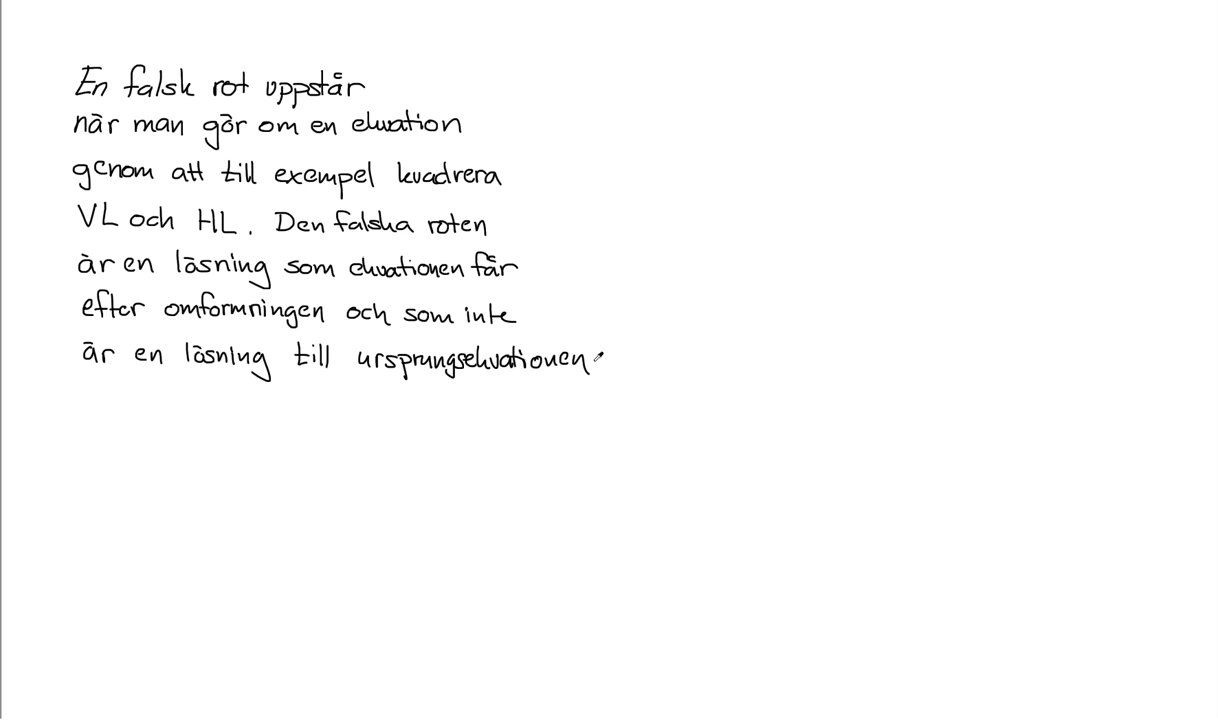 En falsk rot uppstår
när man gör om en ekvation
genom att till exempel kvadrera
VL och HL. Den falska roten
är en lösning som ekvationen får
efter omformningen och som inte
är en lösning till ursprungsekvationen.